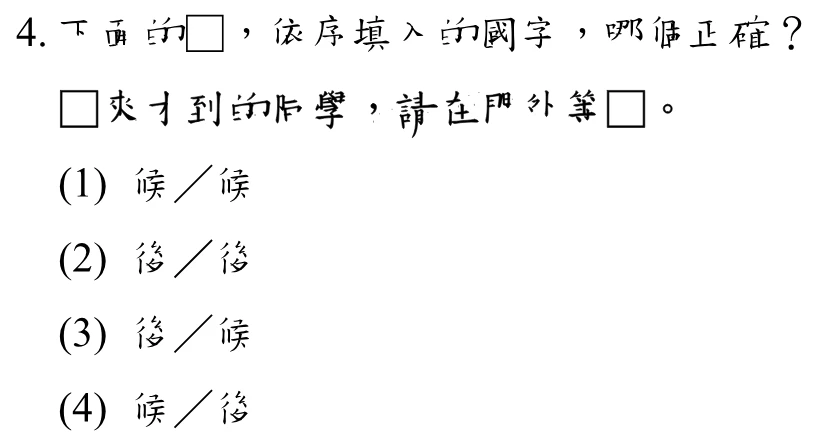 4. 下面的□，依序填入的國字，哪個正確？
□來才到的同學，請在門外等□。
(1) 候／候
(2) 後／後
(3) 後／候
(4) 候／後